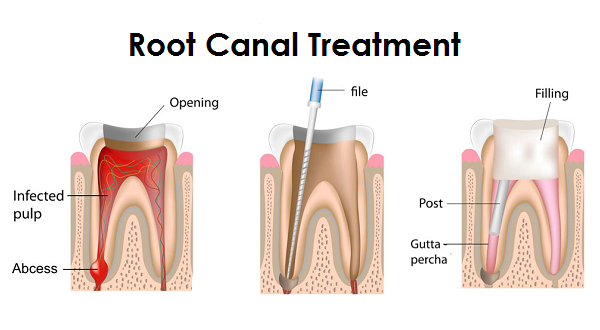 Root Canal Treatment
Opening
file
Filling
Infected
pulp
Post
Gutta-
percha
Abcess